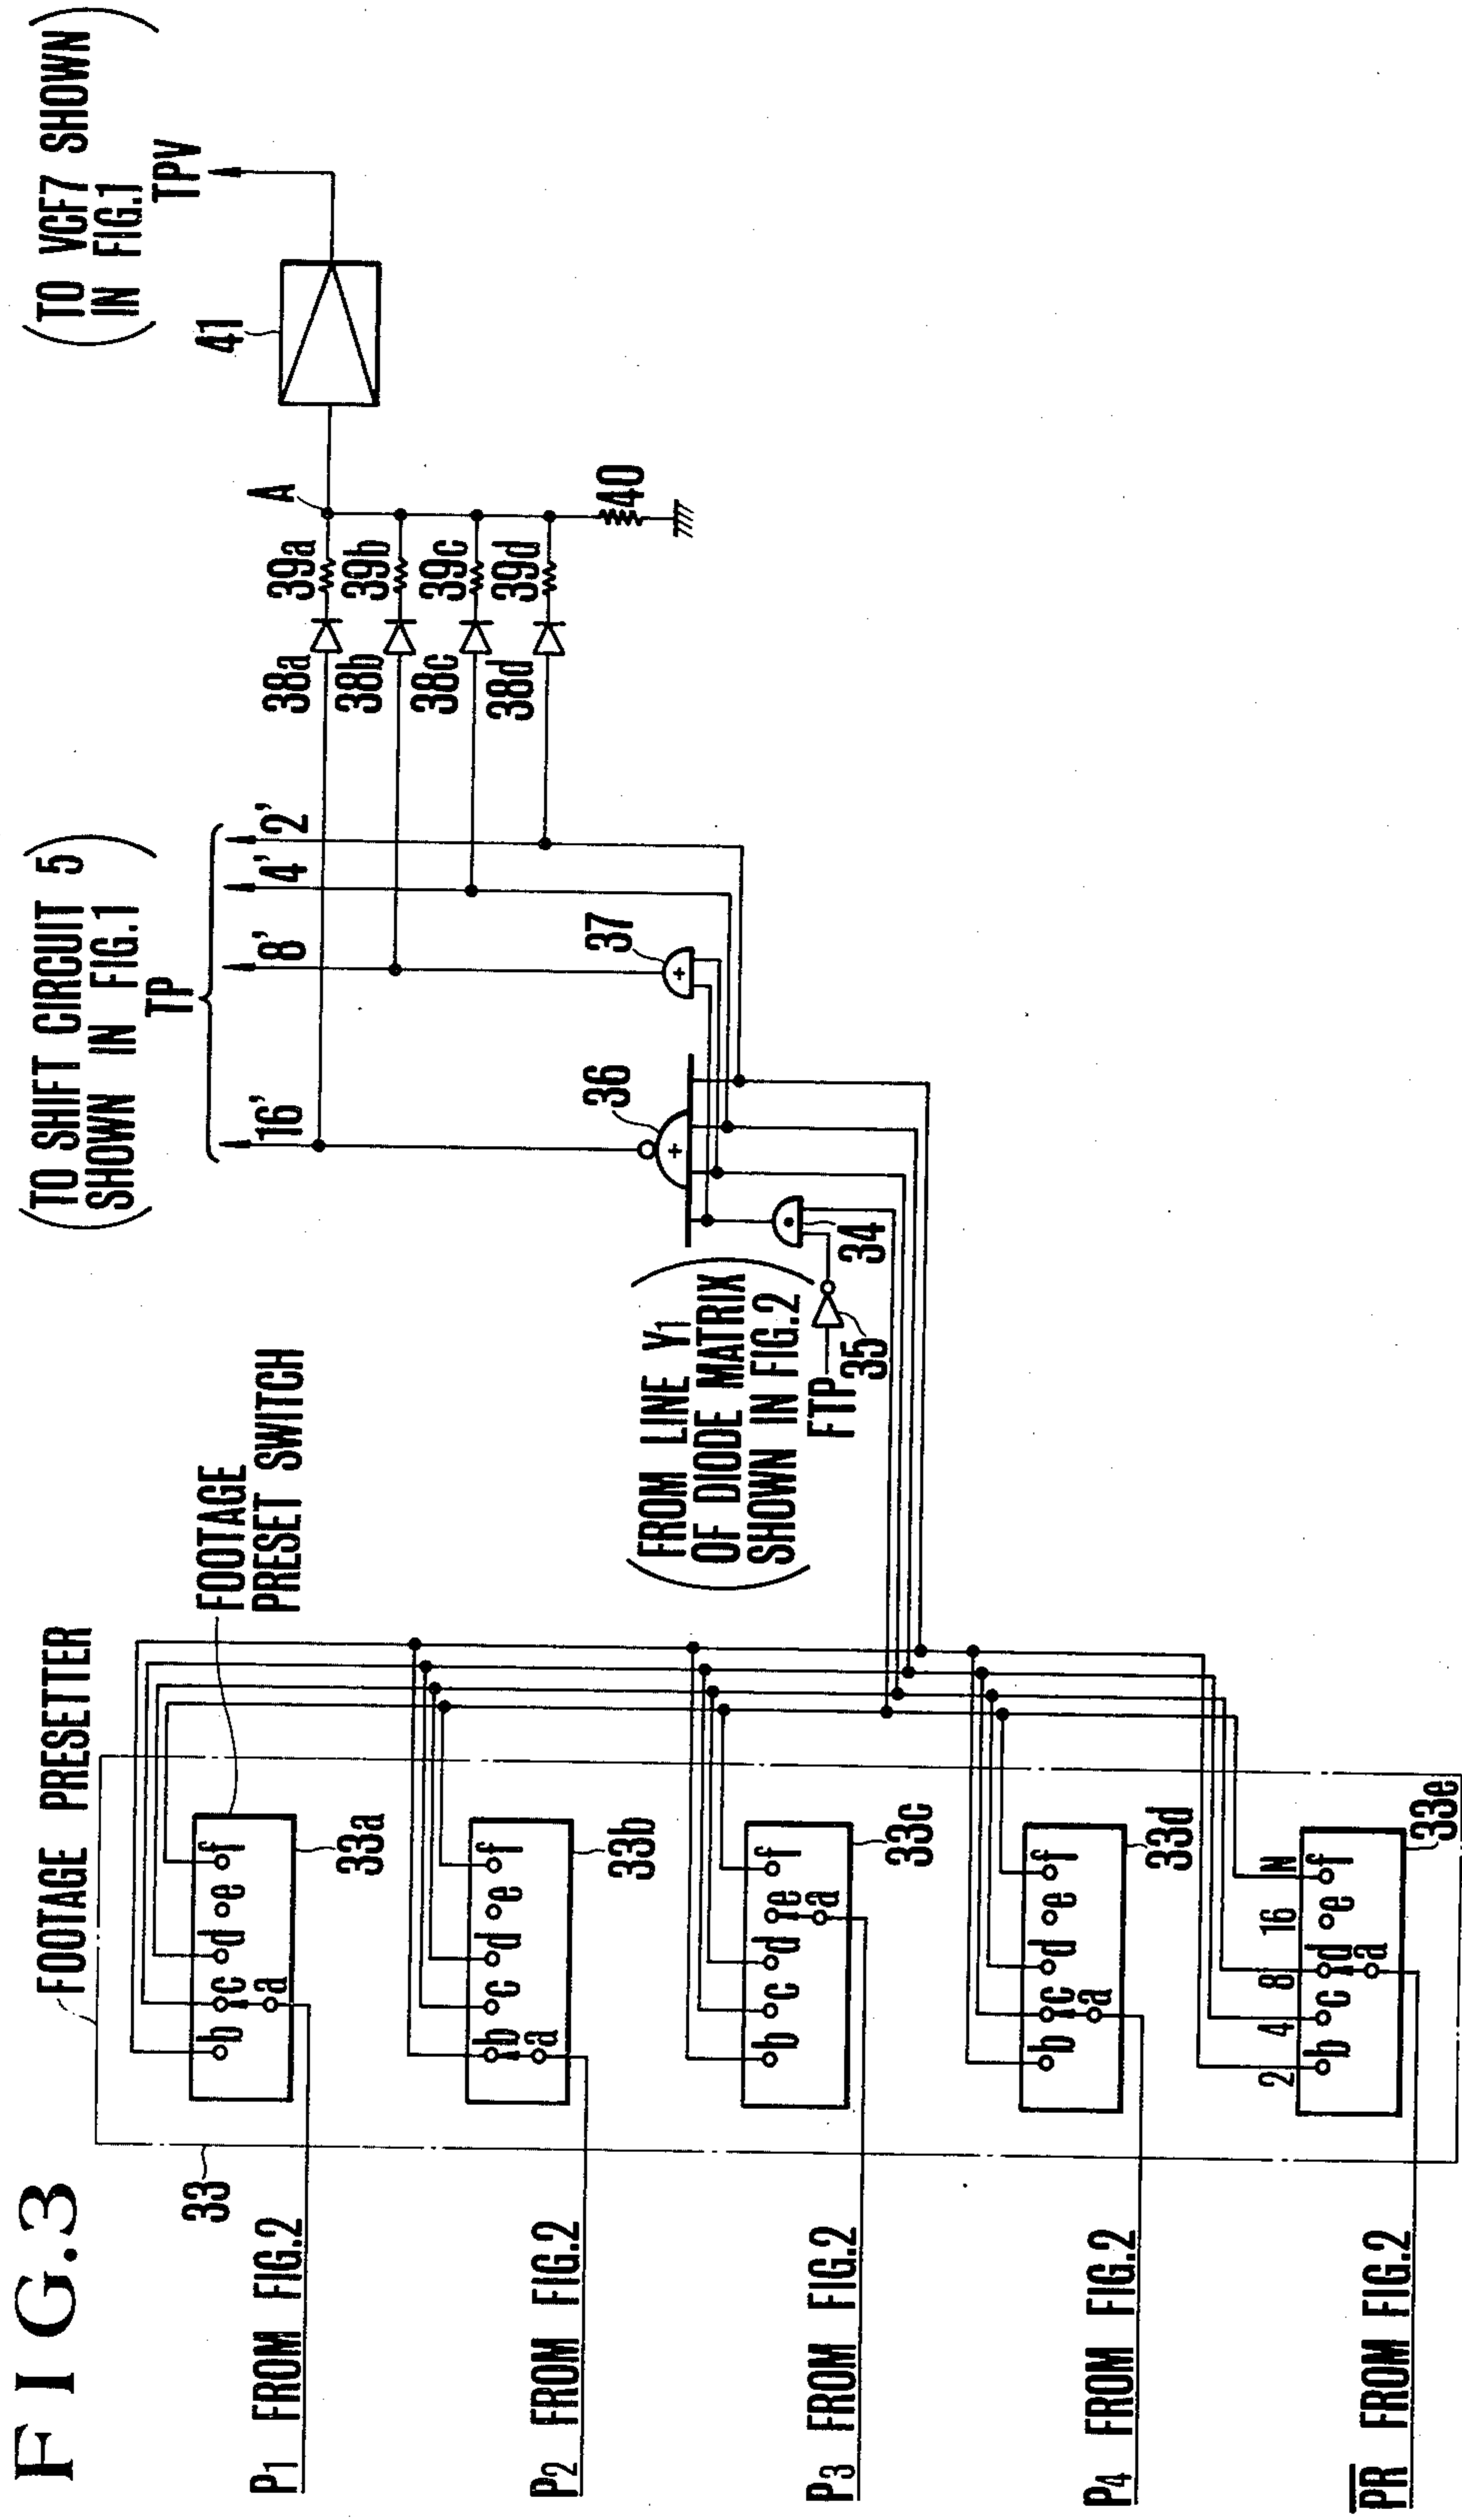 FIG.3
FOOTAGE PRESETTER
33
FOOTAGE
PRESET SWITCH
P1 FROM FIG.2
b c d e f
a
33a
P2 FROM FIG.2
b c d e f
a
33b
P3 FROM FIG.2
b c d e f
a
33c
P4 FROM FIG.2
b c d e f
a
33d
PR FROM FIG.2
2 4 8 16 N
b c d e f
a
33e
(FROM LINE Y1
OF DIODE MATRIX
SHOWN IN FIG.2)
FTP
35
34
36
37
(TO SHIFT CIRCUIT 5
SHOWN IN FIG.1)
TP
16' 8' 4' 2'
38a 39a
38b 39b
38c 39c
38d 39d
A
40
41
(TO VCF7 SHOWN
IN FIG.1)
TPV